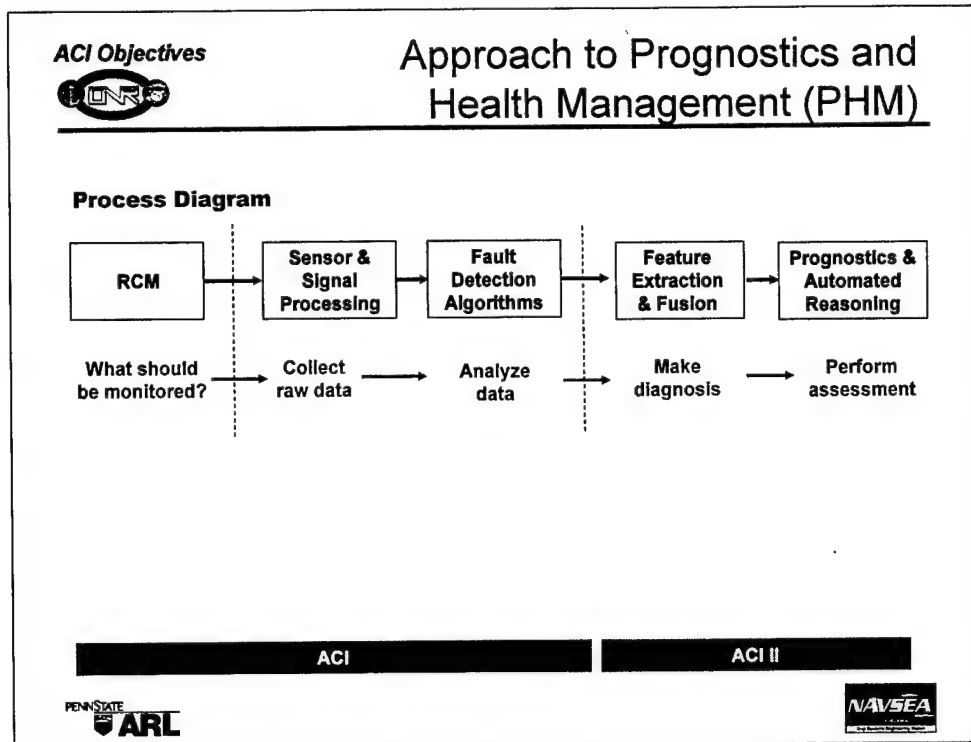 ACI Objectives
Approach to Prognostics and
Health Management (PHM)
ONR
Process Diagram
RCM
Sensor &
Signal
Processing
Fault
Detection
Algorithms
Feature
Extraction
& Fusion
Prognostics &
Automated
Reasoning
What should
be monitored?
Collect
raw data
Analyze
data
Make
diagnosis
Perform
assessment
ACI
ACI II
PENNSTATE
ARL
NAVSEA